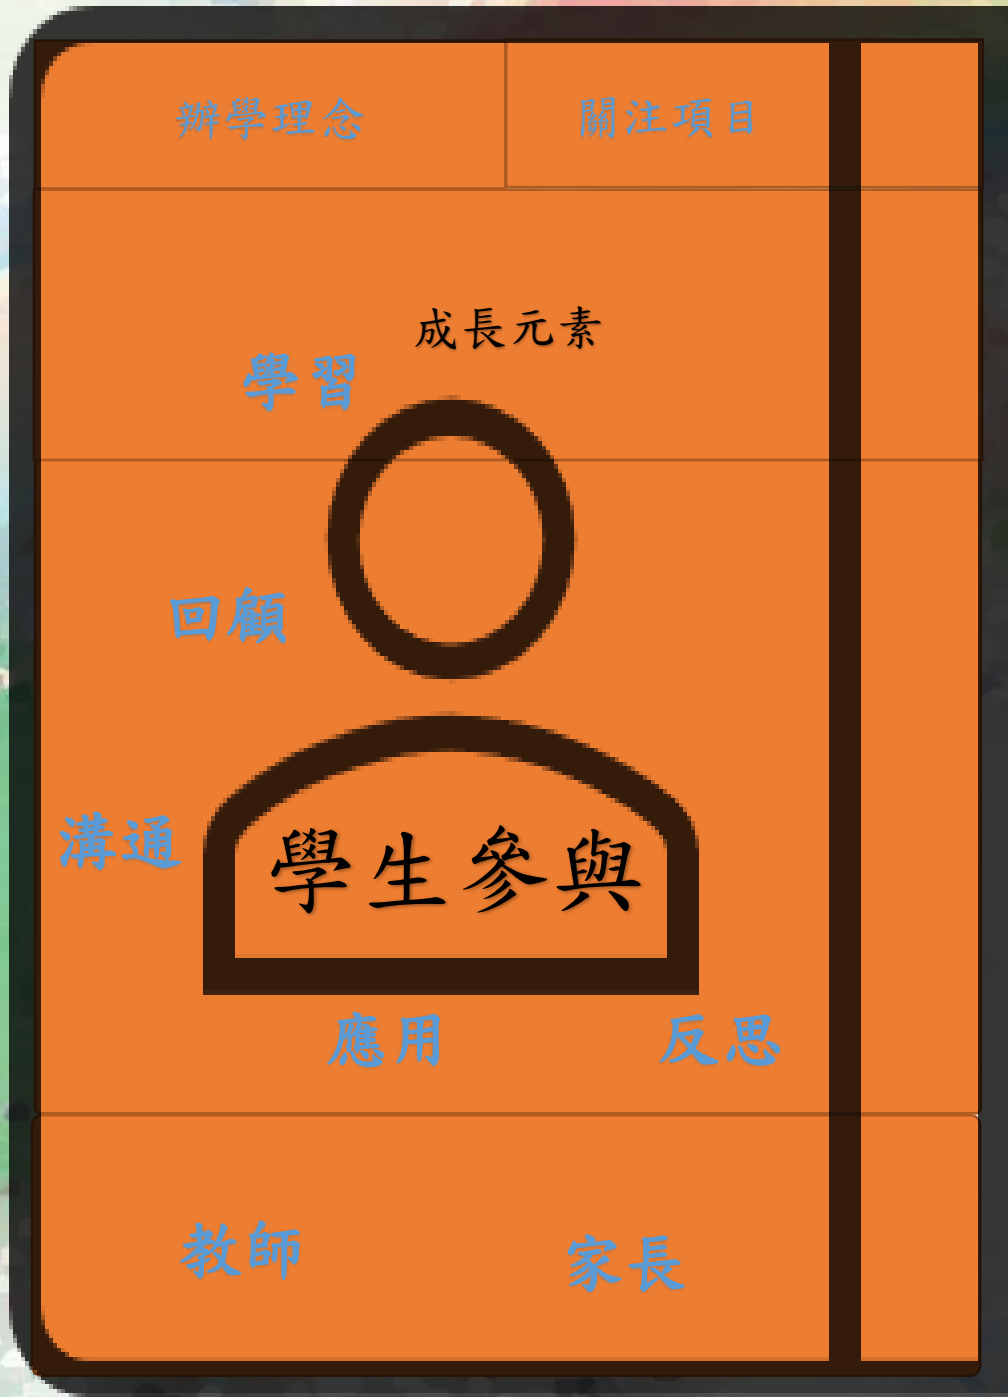 辦學理念 關注項目
成長元素
學習
回顧
溝通
學生參與
應用 反思
教師 家長